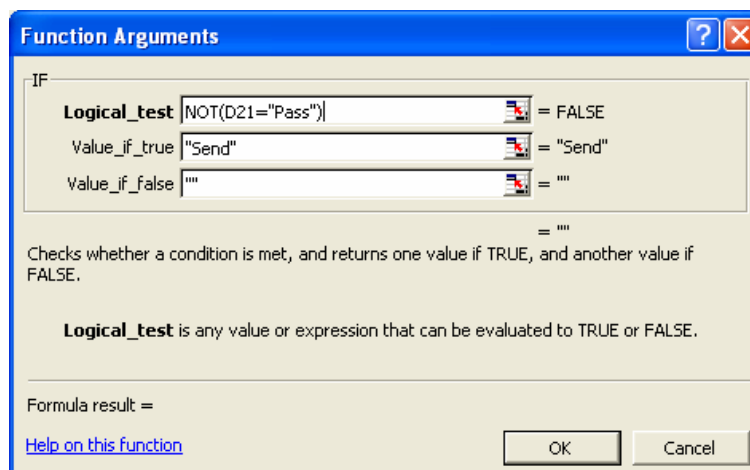 Function Arguments
IF
Logical_test NOT(D21="Pass") = FALSE
Value_if_true "Send" = "Send"
Value_if_false "" = ""
= ""
Checks whether a condition is met, and returns one value if TRUE, and another value if
FALSE.
Logical_test is any value or expression that can be evaluated to TRUE or FALSE.
Formula result =
Help on this function OK Cancel